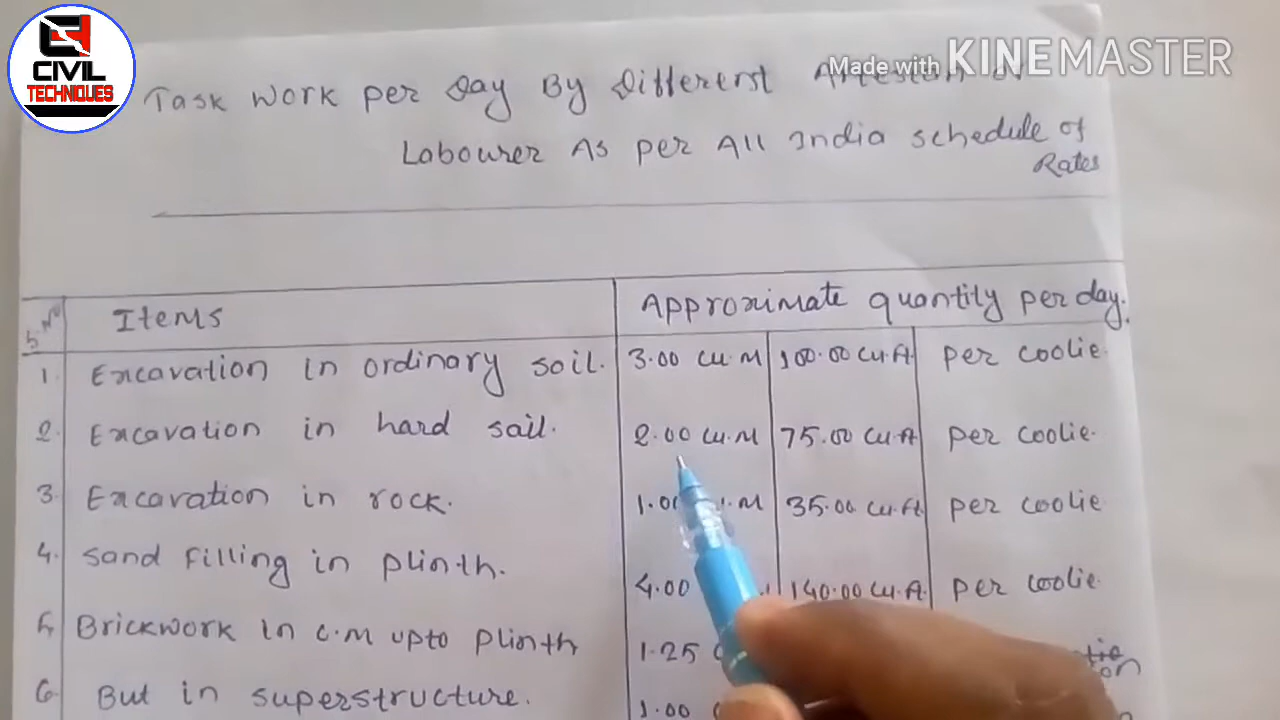 CIVIL
TECHNIQUES
Made with KINEMASTER
Task work per Day By Different
Labourer As per All India schedule of
Rates
S.No Items Approximate quantity per day.
1. Excavation in ordinary soil. 3.00 cu.M 100.00 cu.ft per coolie.
2. Excavation in hard sail. 2.00 cu.M 75.00 cu.ft per coolie.
3. Excavation in rock. 35.00 cu.ft per coolie
4. Sand Filling in plinth. 4.00 140.00 cu.ft. per coolie.
5. Brickwork in c.m upto plinth 1.25
6. But in superstructure. 1.00